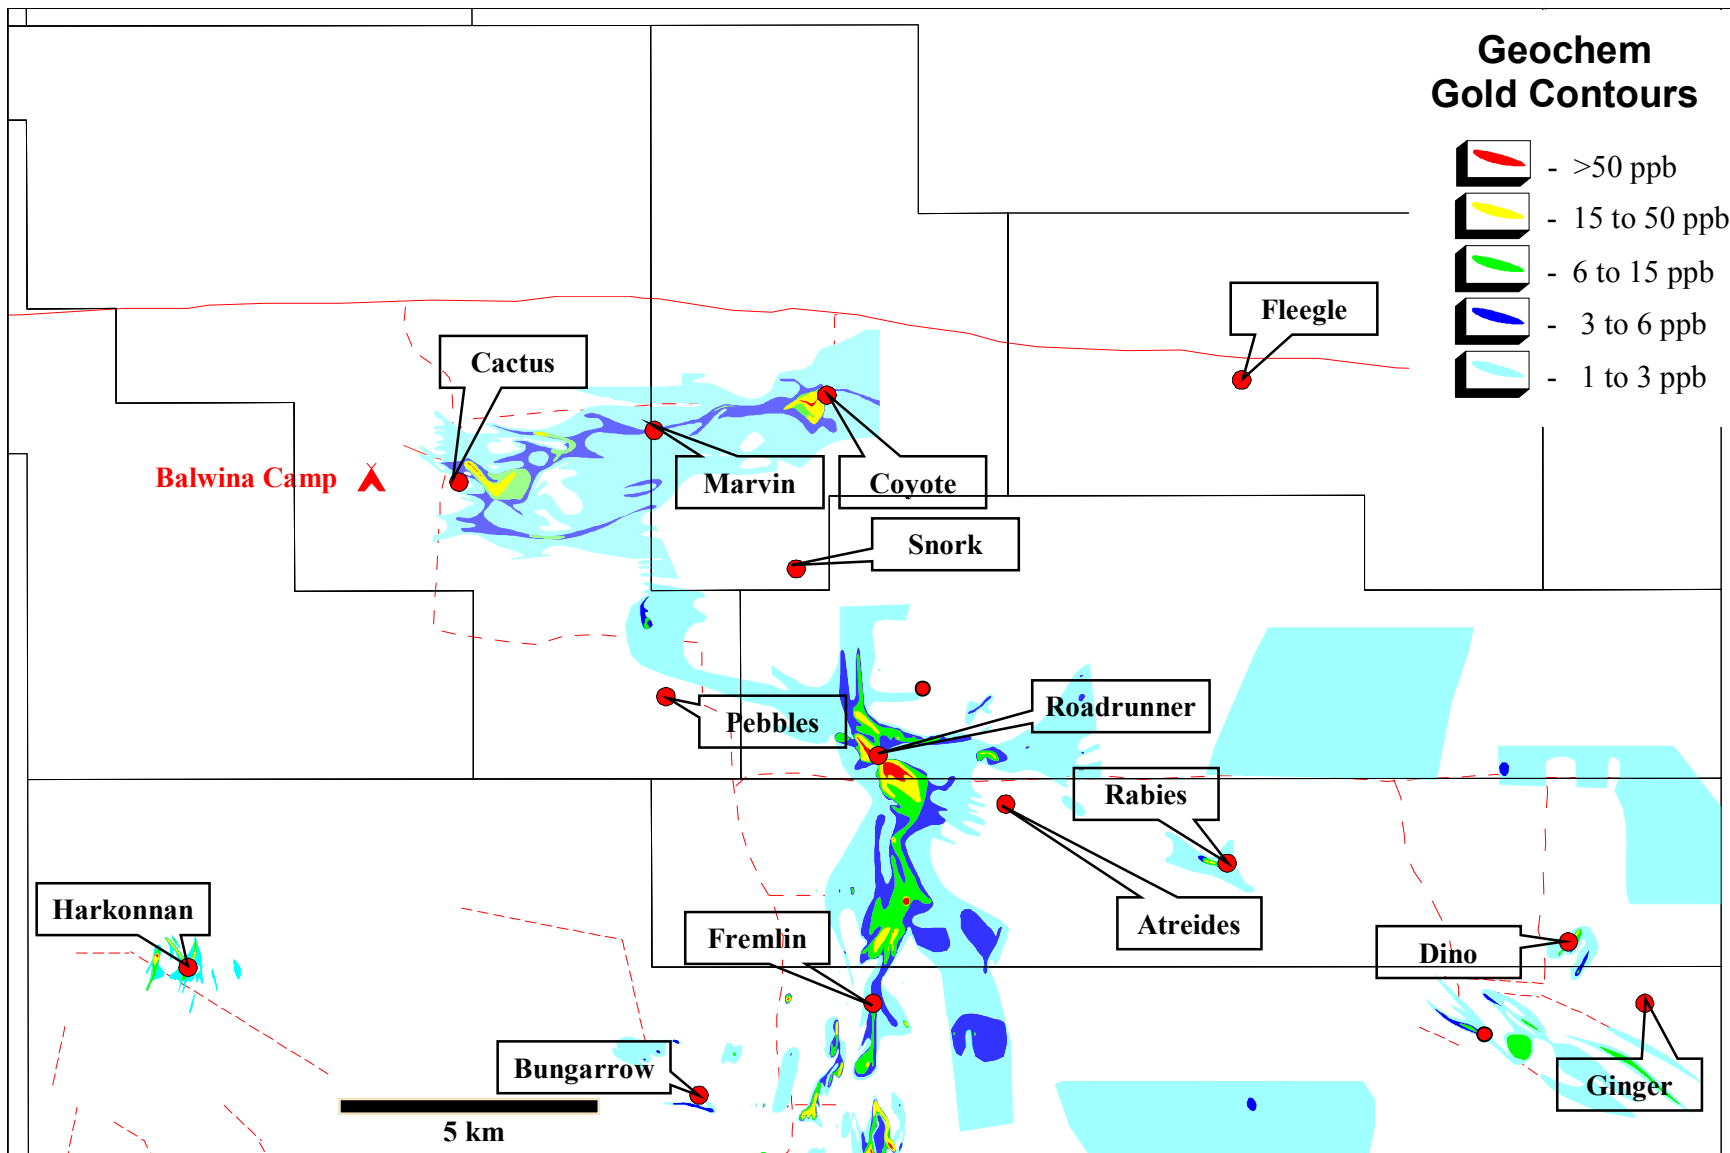 Geochem
Gold Contours
- >50 ppb
- 15 to 50 ppb
- 6 to 15 ppb
- 3 to 6 ppb
- 1 to 3 ppb
Fleegle
Cactus
Balwina Camp
Marvin
Coyote
Snork
Pebbles
Roadrunner
Rabies
Harkonnan
Fremlin
Atreides
Dino
Bungarrow
Ginger
5 km